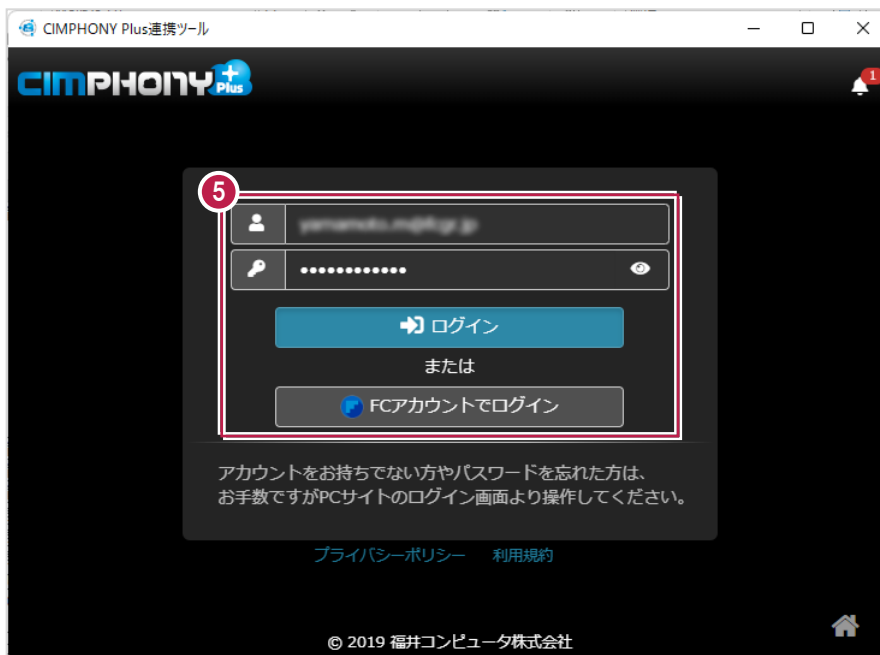 CIMPHONY Plus連携ツール
CIMPHONY Plus
1
5
••••••••••••
ログイン
または
FCアカウントでログイン
アカウントをお持ちでない方やパスワードを忘れた方は、
お手数ですがPCサイトのログイン画面より操作してください。
プライバシーポリシー 利用規約
© 2019 福井コンピュータ株式会社